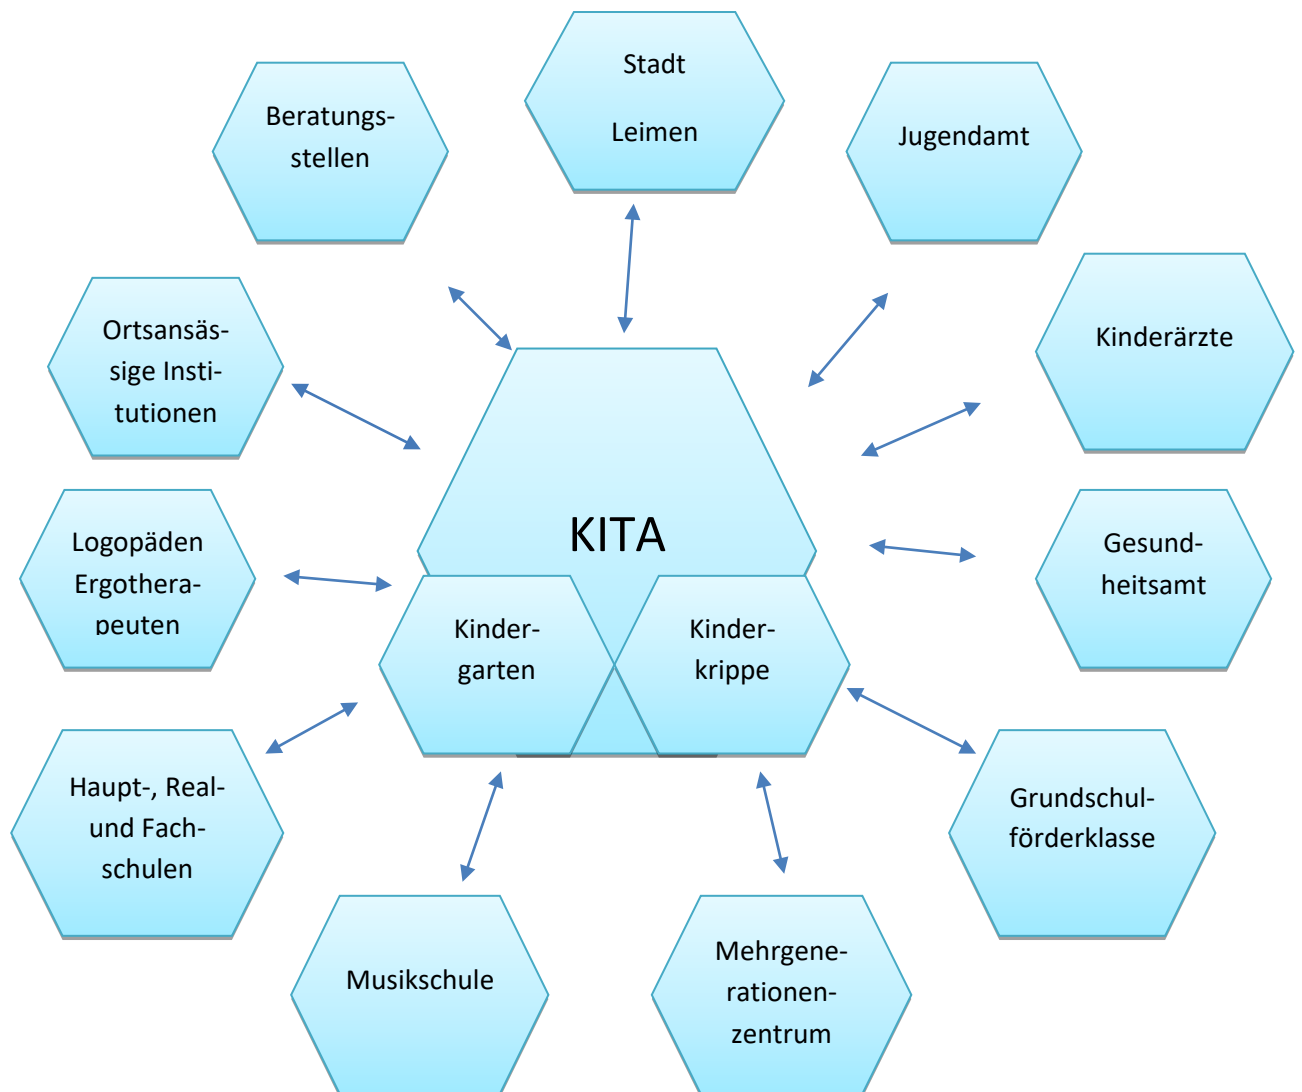 Stadt
Leimen
Beratungs-
stellen
Jugendamt
Ortsansäs-
sige Insti-
tutionen
Kinderärzte
KITA
Logopäden
Ergothera-
peuten
Gesund-
heitsamt
Kinder-
garten
Kinder-
krippe
Haupt-, Real-
und Fach-
schulen
Grundschul-
förderklasse
Musikschule
Mehrgene-
rationen-
zentrum